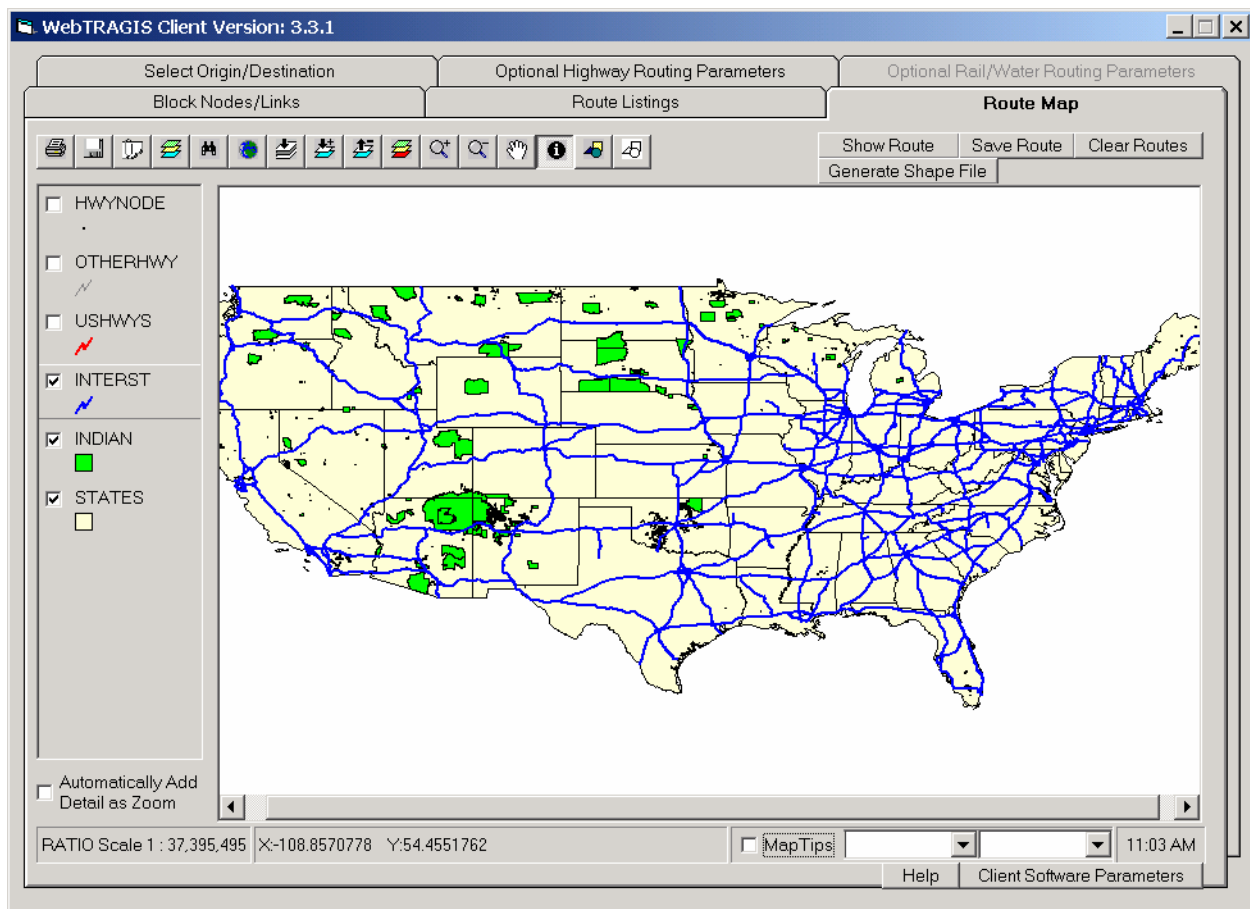 WebTRAGIS Client Version: 3.3.1
Select Origin/Destination
Optional Highway Routing Parameters
Optional Rail/Water Routing Parameters
Block Nodes/Links
Route Listings
Route Map
Show Route
Save Route
Clear Routes
Generate Shape File
HWYNODE
OTHERHWY
USHWYS
INTERST
INDIAN
STATES
Automatically Add
Detail as Zoom
RATIO Scale 1 : 37,395,495
X:-108.8570778 Y:54.4551762
MapTips
11:03 AM
Help
Client Software Parameters